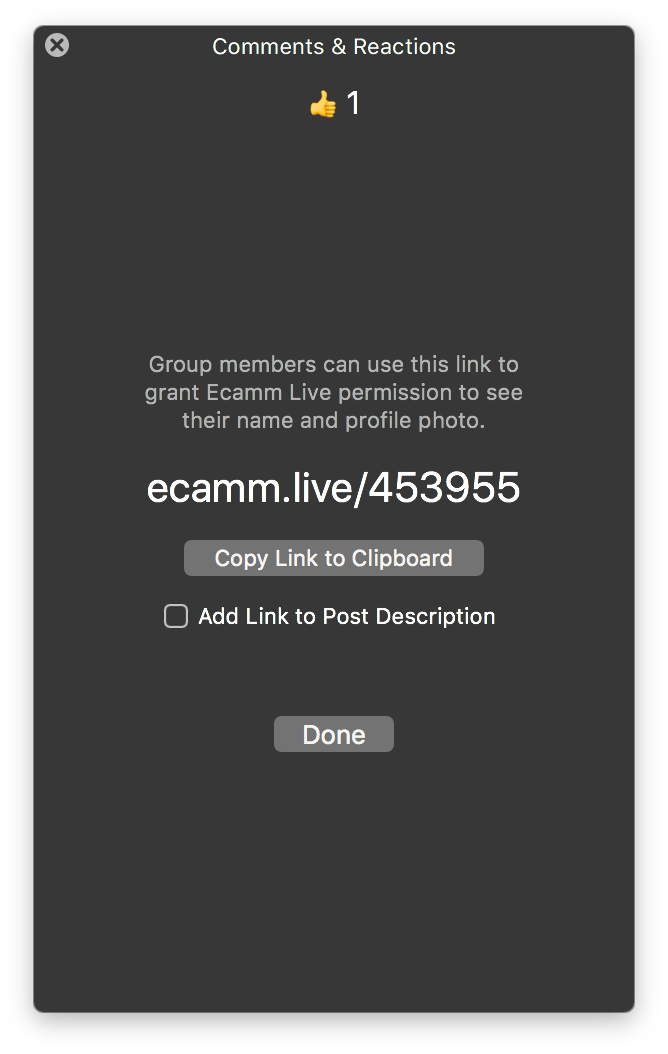 Comments & Reactions
👍 1
Group members can use this link to
grant Ecamm Live permission to see
their name and profile photo.
ecamm.live/453955
Copy Link to Clipboard
Add Link to Post Description
Done